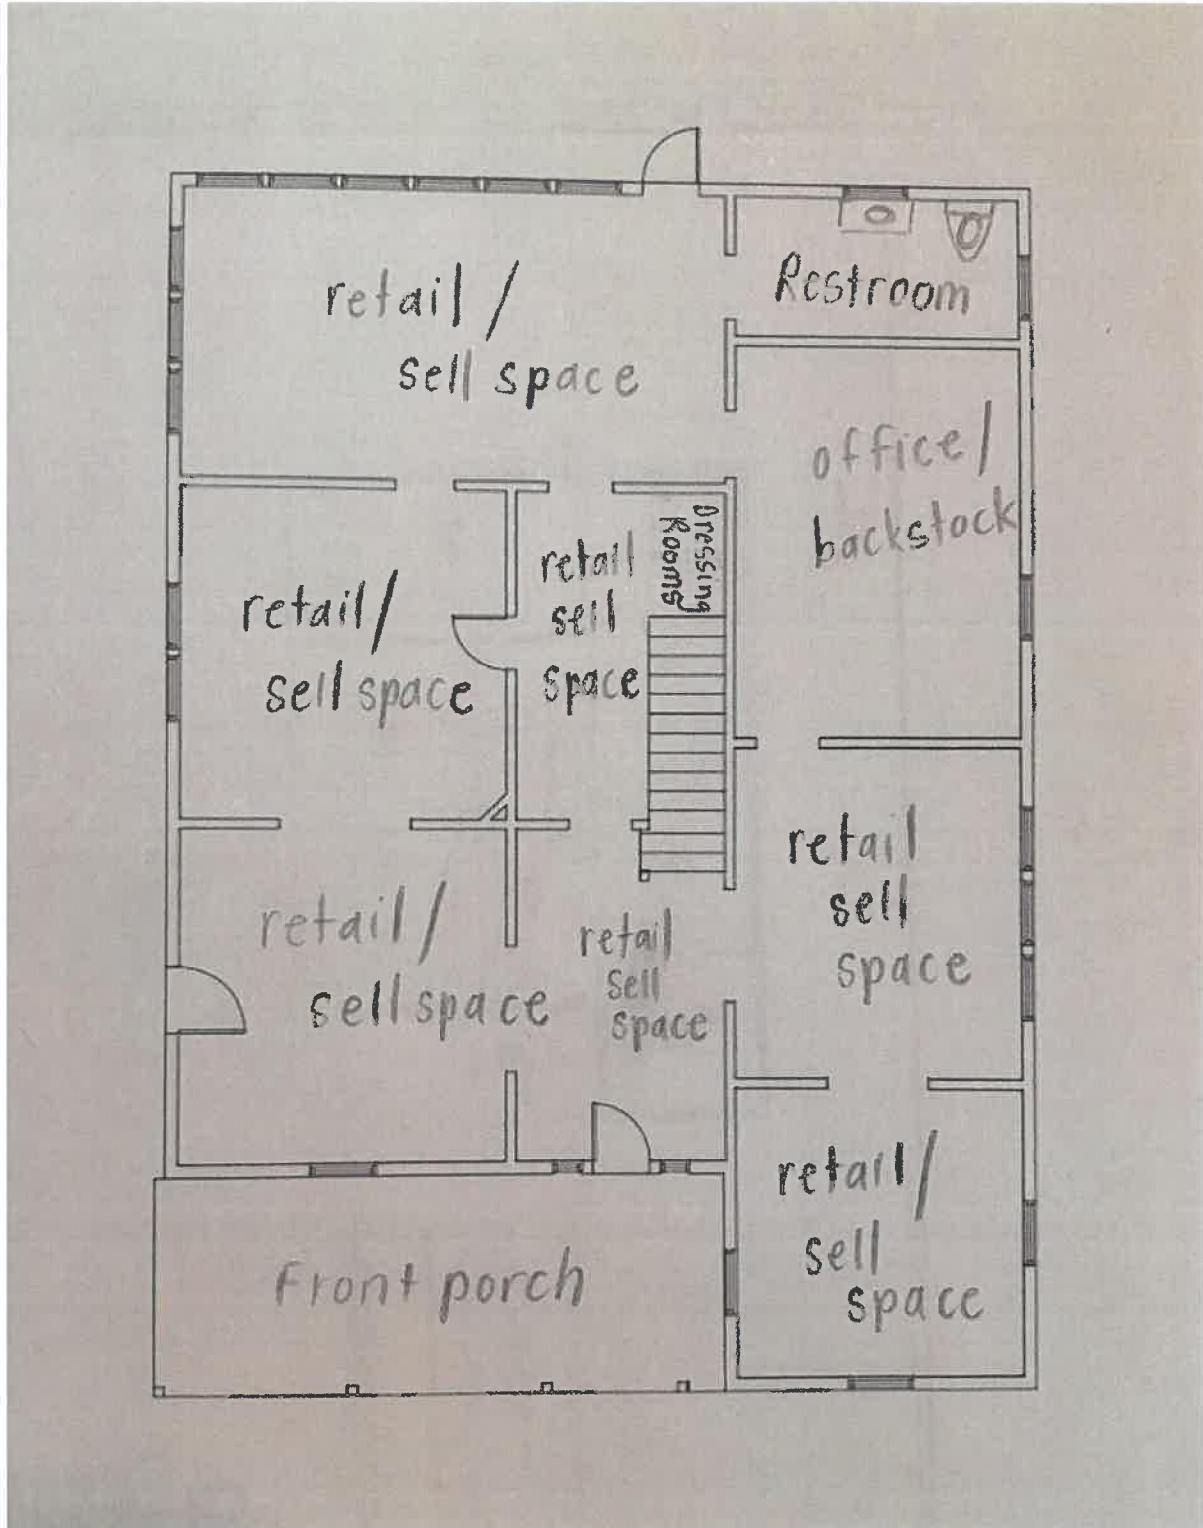 retail /
sell space
Restroom
office /
backstock
Dressing
Rooms
retail
sell
space
retail /
sell space
retail
sell
space
retail /
sell space
retail
sell
space
retail /
sell
space
Front porch